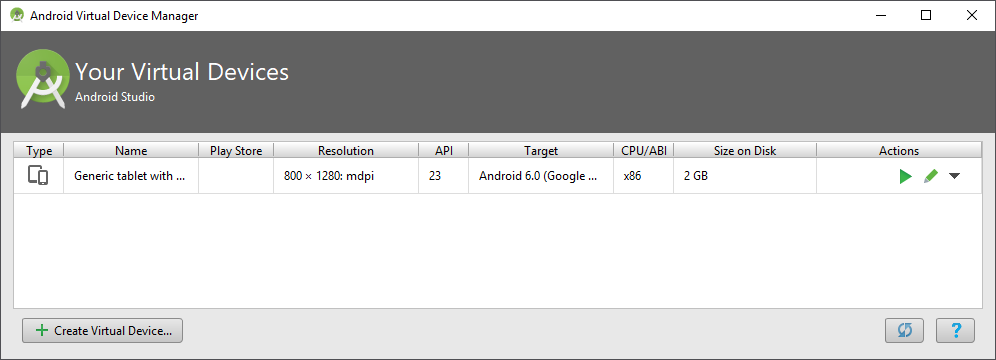 Android Virtual Device Manager
Your Virtual Devices
Android Studio
Type Name Play Store Resolution API Target CPU/ABI Size on Disk Actions
Generic tablet with ... 800 × 1280: mdpi 23 Android 6.0 (Google ... x86 2 GB
Create Virtual Device... ?